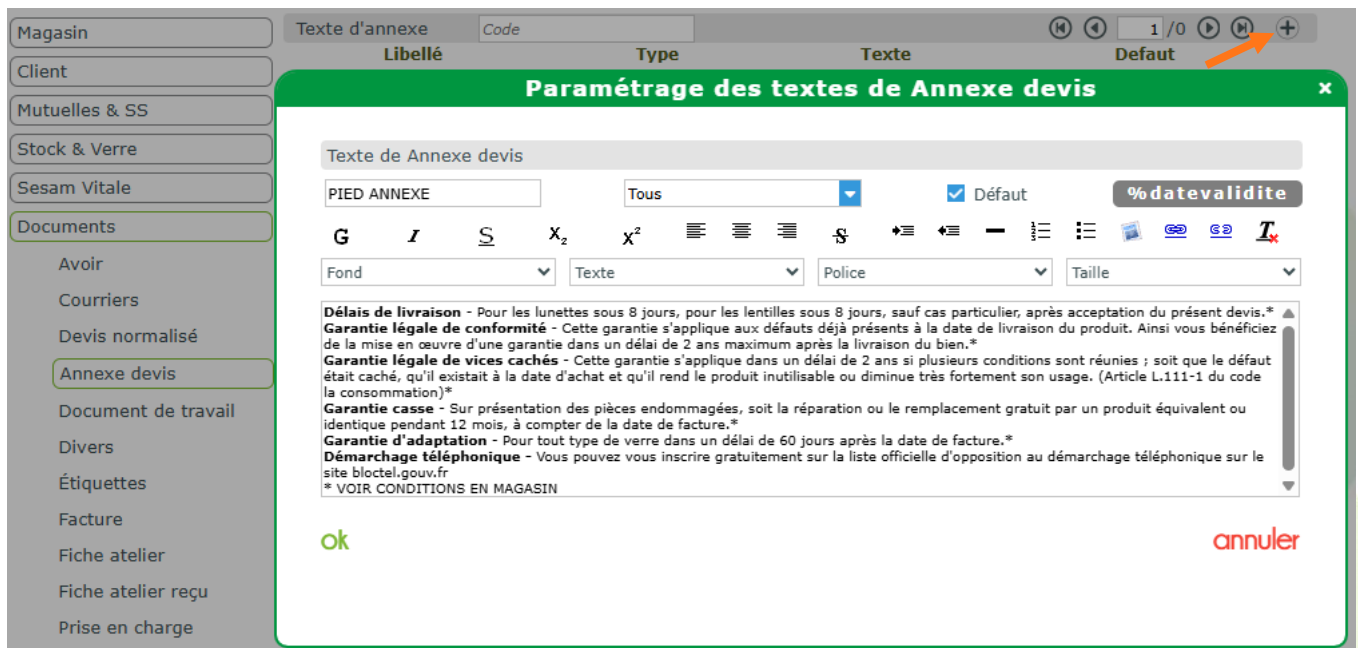 Magasin
Client
Mutuelles & SS
Stock & Verre
Sesam Vitale
Documents
Avoir
Courriers
Devis normalisé
Annexe devis
Document de travail
Divers
Étiquettes
Facture
Fiche atelier
Fiche atelier reçu
Prise en charge
Texte d'annexe Code 1 /0
Libellé Type Texte Defaut
Paramétrage des textes de Annexe devis ×
Texte de Annexe devis
PIED ANNEXE Tous Défaut %datevalidite
G I S X₂ X² S T
Fond Texte Police Taille
Délais de livraison - Pour les lunettes sous 8 jours, pour les lentilles sous 8 jours, sauf cas particulier, après acceptation du présent devis.*
Garantie légale de conformité - Cette garantie s'applique aux défauts déjà présents à la date de livraison du produit. Ainsi vous bénéficiez
de la mise en œuvre d'une garantie dans un délai de 2 ans maximum après la livraison du bien.*
Garantie légale de vices cachés - Cette garantie s'applique dans un délai de 2 ans si plusieurs conditions sont réunies ; soit que le défaut
était caché, qu'il existait à la date d'achat et qu'il rend le produit inutilisable ou diminue très fortement son usage. (Article L.111-1 du code
la consommation)*
Garantie casse - Sur présentation des pièces endommagées, soit la réparation ou le remplacement gratuit par un produit équivalent ou
identique pendant 12 mois, à compter de la date de facture.*
Garantie d'adaptation - Pour tout type de verre dans un délai de 60 jours après la date de facture.*
Démarchage téléphonique - Vous pouvez vous inscrire gratuitement sur la liste officielle d'opposition au démarchage téléphonique sur le
site bloctel.gouv.fr
* VOIR CONDITIONS EN MAGASIN
ok annuler